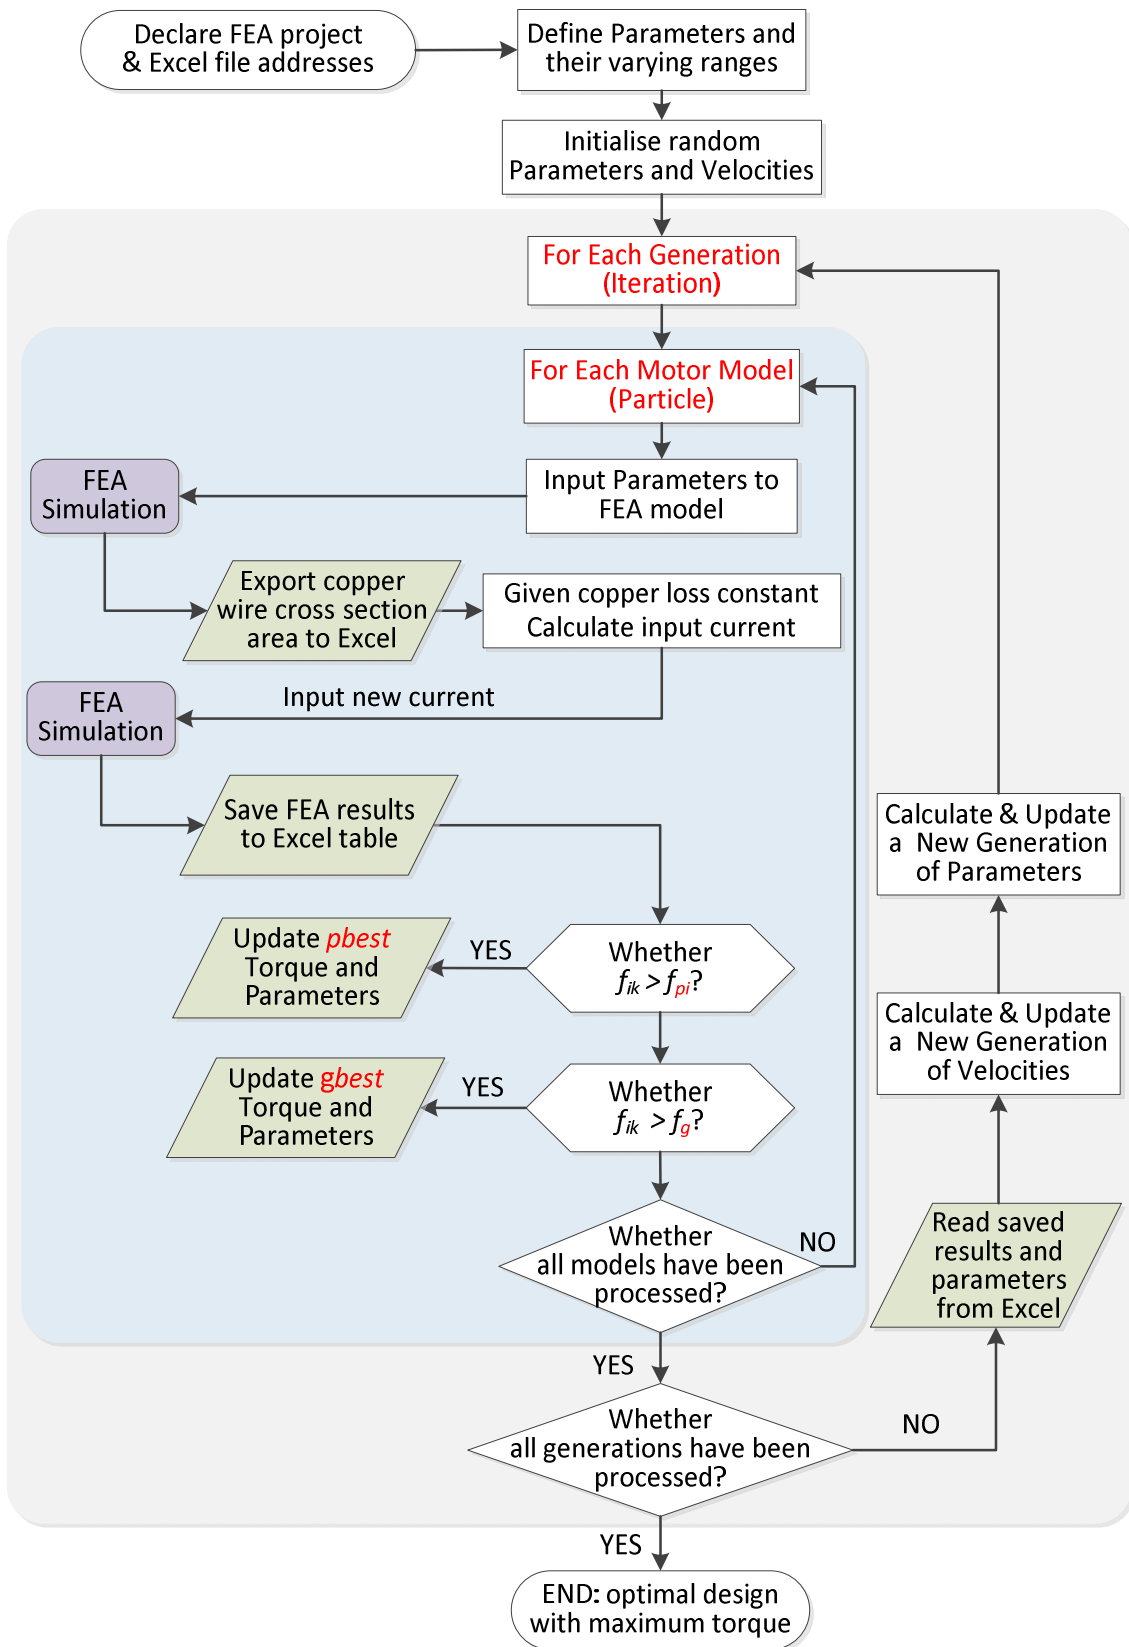 Declare FEA project
& Excel file addresses
Define Parameters and
their varying ranges
Initialise random
Parameters and Velocities
For Each Generation
(Iteration)
For Each Motor Model
(Particle)
Input Parameters to
FEA model
FEA
Simulation
Export copper
wire cross section
area to Excel
Given copper loss constant
Calculate input current
Input new current
FEA
Simulation
Save FEA results
to Excel table
Whether
f_ik > f_pi?
YES
Update pbest
Torque and
Parameters
Whether
f_ik > f_g?
YES
Update gbest
Torque and
Parameters
Whether
all models have been
processed?
NO
YES
Whether
all generations have been
processed?
NO
Read saved
results and
parameters
from Excel
Calculate & Update
a New Generation
of Velocities
Calculate & Update
a New Generation
of Parameters
YES
END: optimal design
with maximum torque